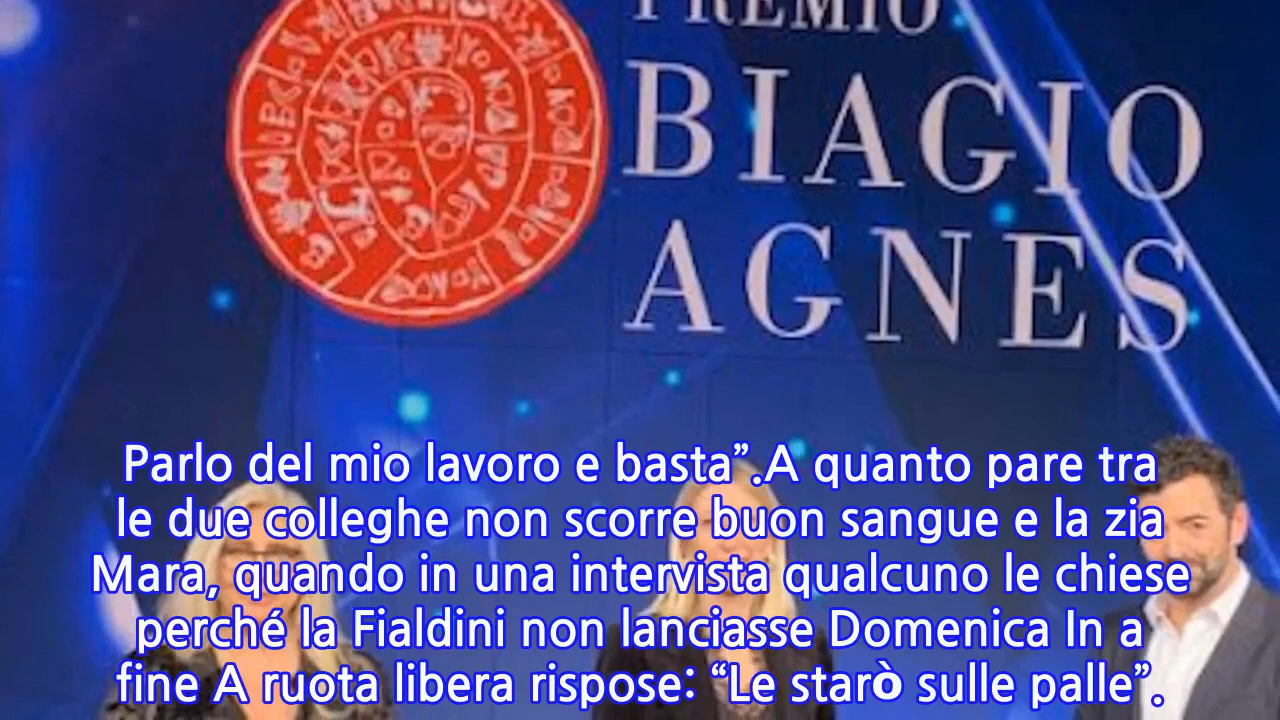 PREMIO
BIAGIO
AGNES
Parlo del mio lavoro e basta”.A quanto pare tra
le due colleghe non scorre buon sangue e la zia
Mara, quando in una intervista qualcuno le chiese
perché la Fialdini non lanciasse Domenica In a
fine A ruota libera rispose: “Le starò sulle palle”.